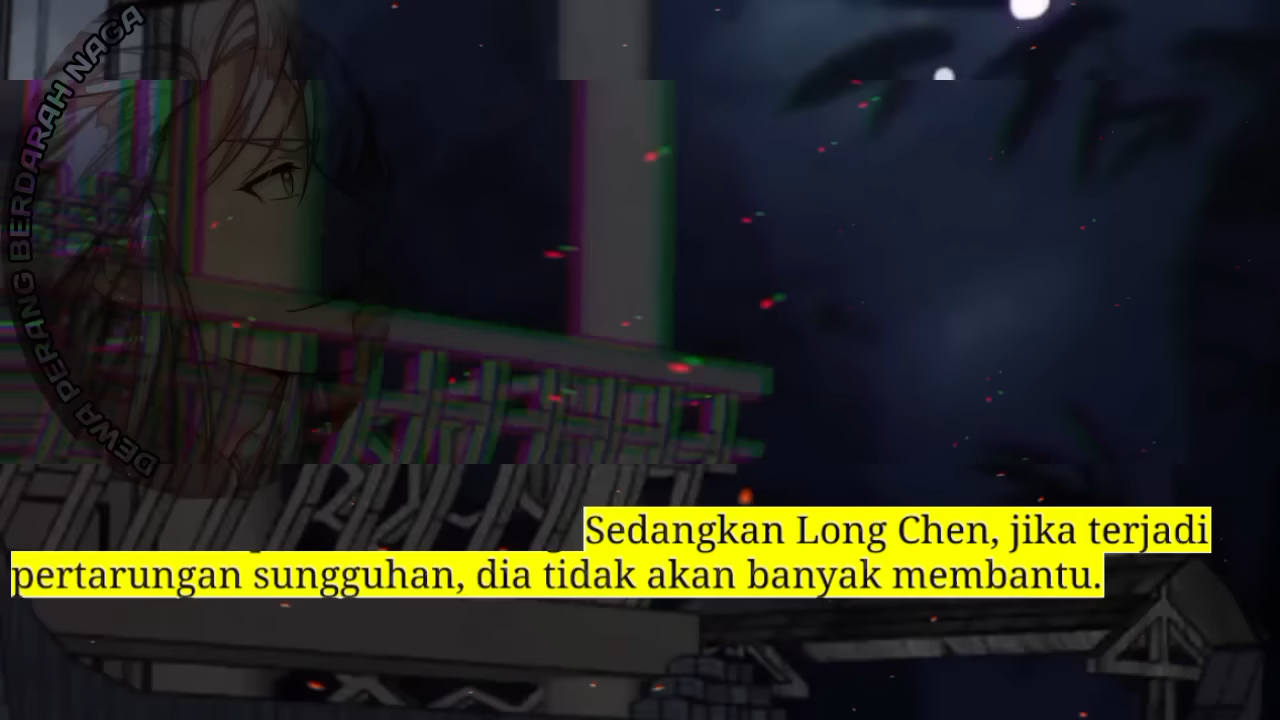 DEWA PERANG BERDARAH NAGA
Sedangkan Long Chen, jika terjadi
pertarungan sungguhan, dia tidak akan banyak membantu.